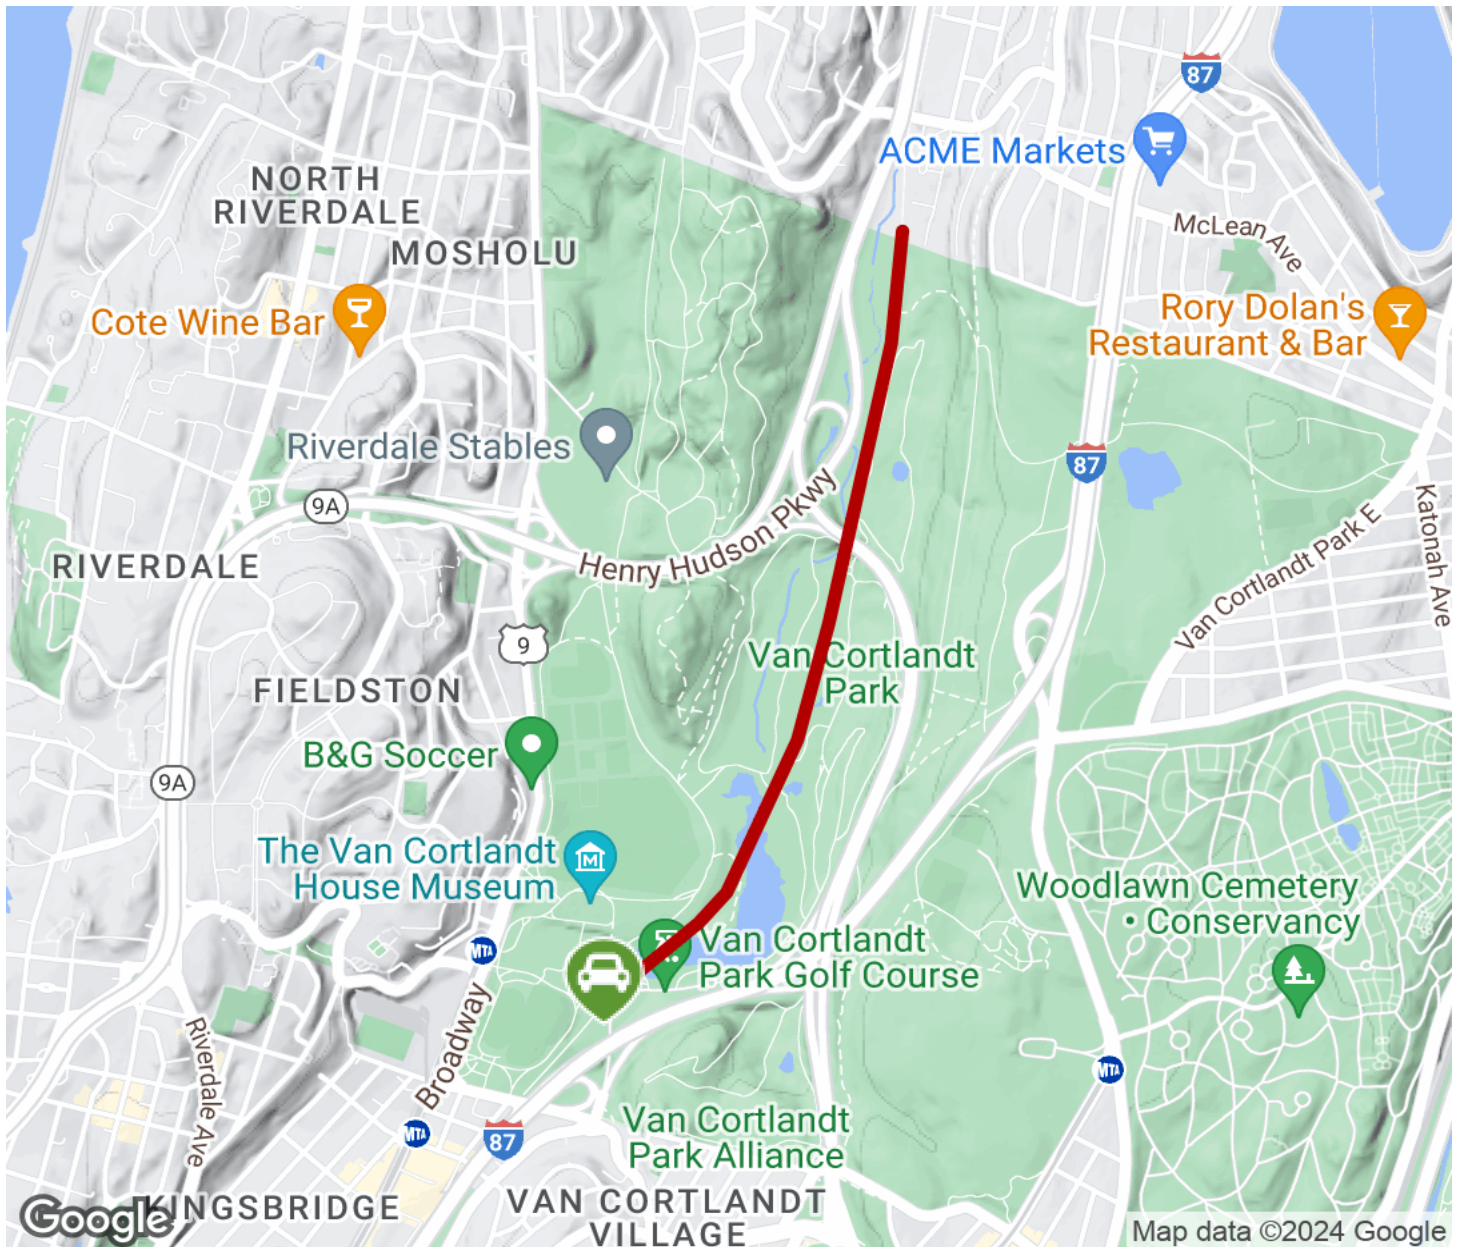 87
ACME Markets
NORTH
RIVERDALE
MOSHOLU
McLean Ave
Cote Wine Bar
Rory Dolan's
Restaurant & Bar
Riverdale Stables
87
9A
Henry Hudson Pkwy
Katonah Ave
Van Cortlandt Park E
RIVERDALE
9
Van Cortlandt
Park
FIELDSTON
B&G Soccer
9A
The Van Cortlandt
House Museum
M
Woodlawn Cemetery
• Conservancy
MTA
Van Cortlandt
Park Golf Course
Broadway
Riverdale Ave
MTA
MTA
87
Van Cortlandt
Park Alliance
KINGSBRIDGE
VAN CORTLANDT
VILLAGE
Google
Map data ©2024 Google